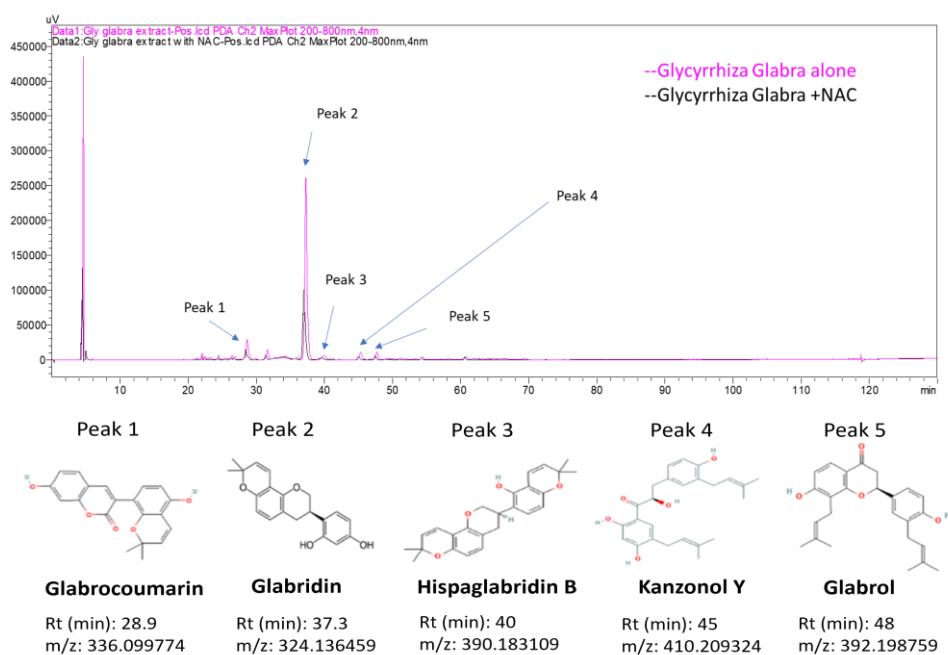 uV
Data1:Gly glabra extract-Pos.lcd PDA Ch2 MaxPlot 200-800nm,4nm
Data2:Gly glabra extract with NAC-Pos.lcd PDA Ch2 MaxPlot 200-800nm,4nm
450000
--Glycyrrhiza Glabra alone
400000
--Glycyrrhiza Glabra +NAC
350000
Peak 2
300000
250000
Peak 4
200000
150000
Peak 3
100000
Peak 1
Peak 5
50000
0
10 20 30 40 50 60 70 80 90 100 110 120 min
Peak 1 Peak 2 Peak 3 Peak 4 Peak 5
Glabrocoumarin Glabridin Hispaglabridin B Kanzonol Y Glabrol
Rt (min): 28.9 Rt (min): 37.3 Rt (min): 40 Rt (min): 45 Rt (min): 48
m/z: 336.099774 m/z: 324.136459 m/z: 390.183109 m/z: 410.209324 m/z: 392.198759